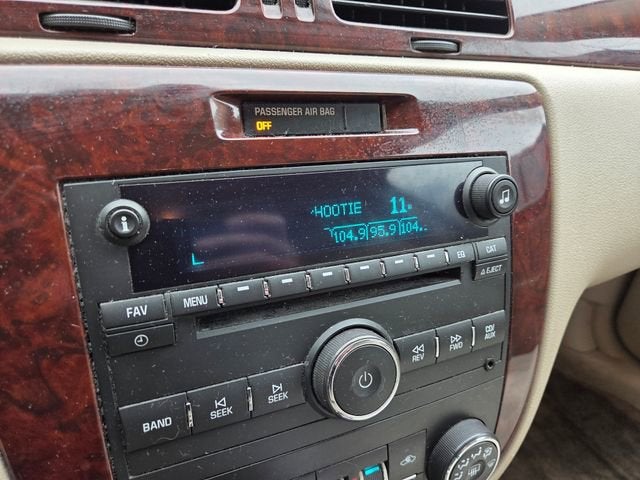 PASSENGER AIR BAG
OFF
HOOTIE 11
104.9 95.9 104.
CAT
EQ
EJECT
FAV
MENU
REV
FWD
CD/
AUX
SEEK
SEEK
BAND